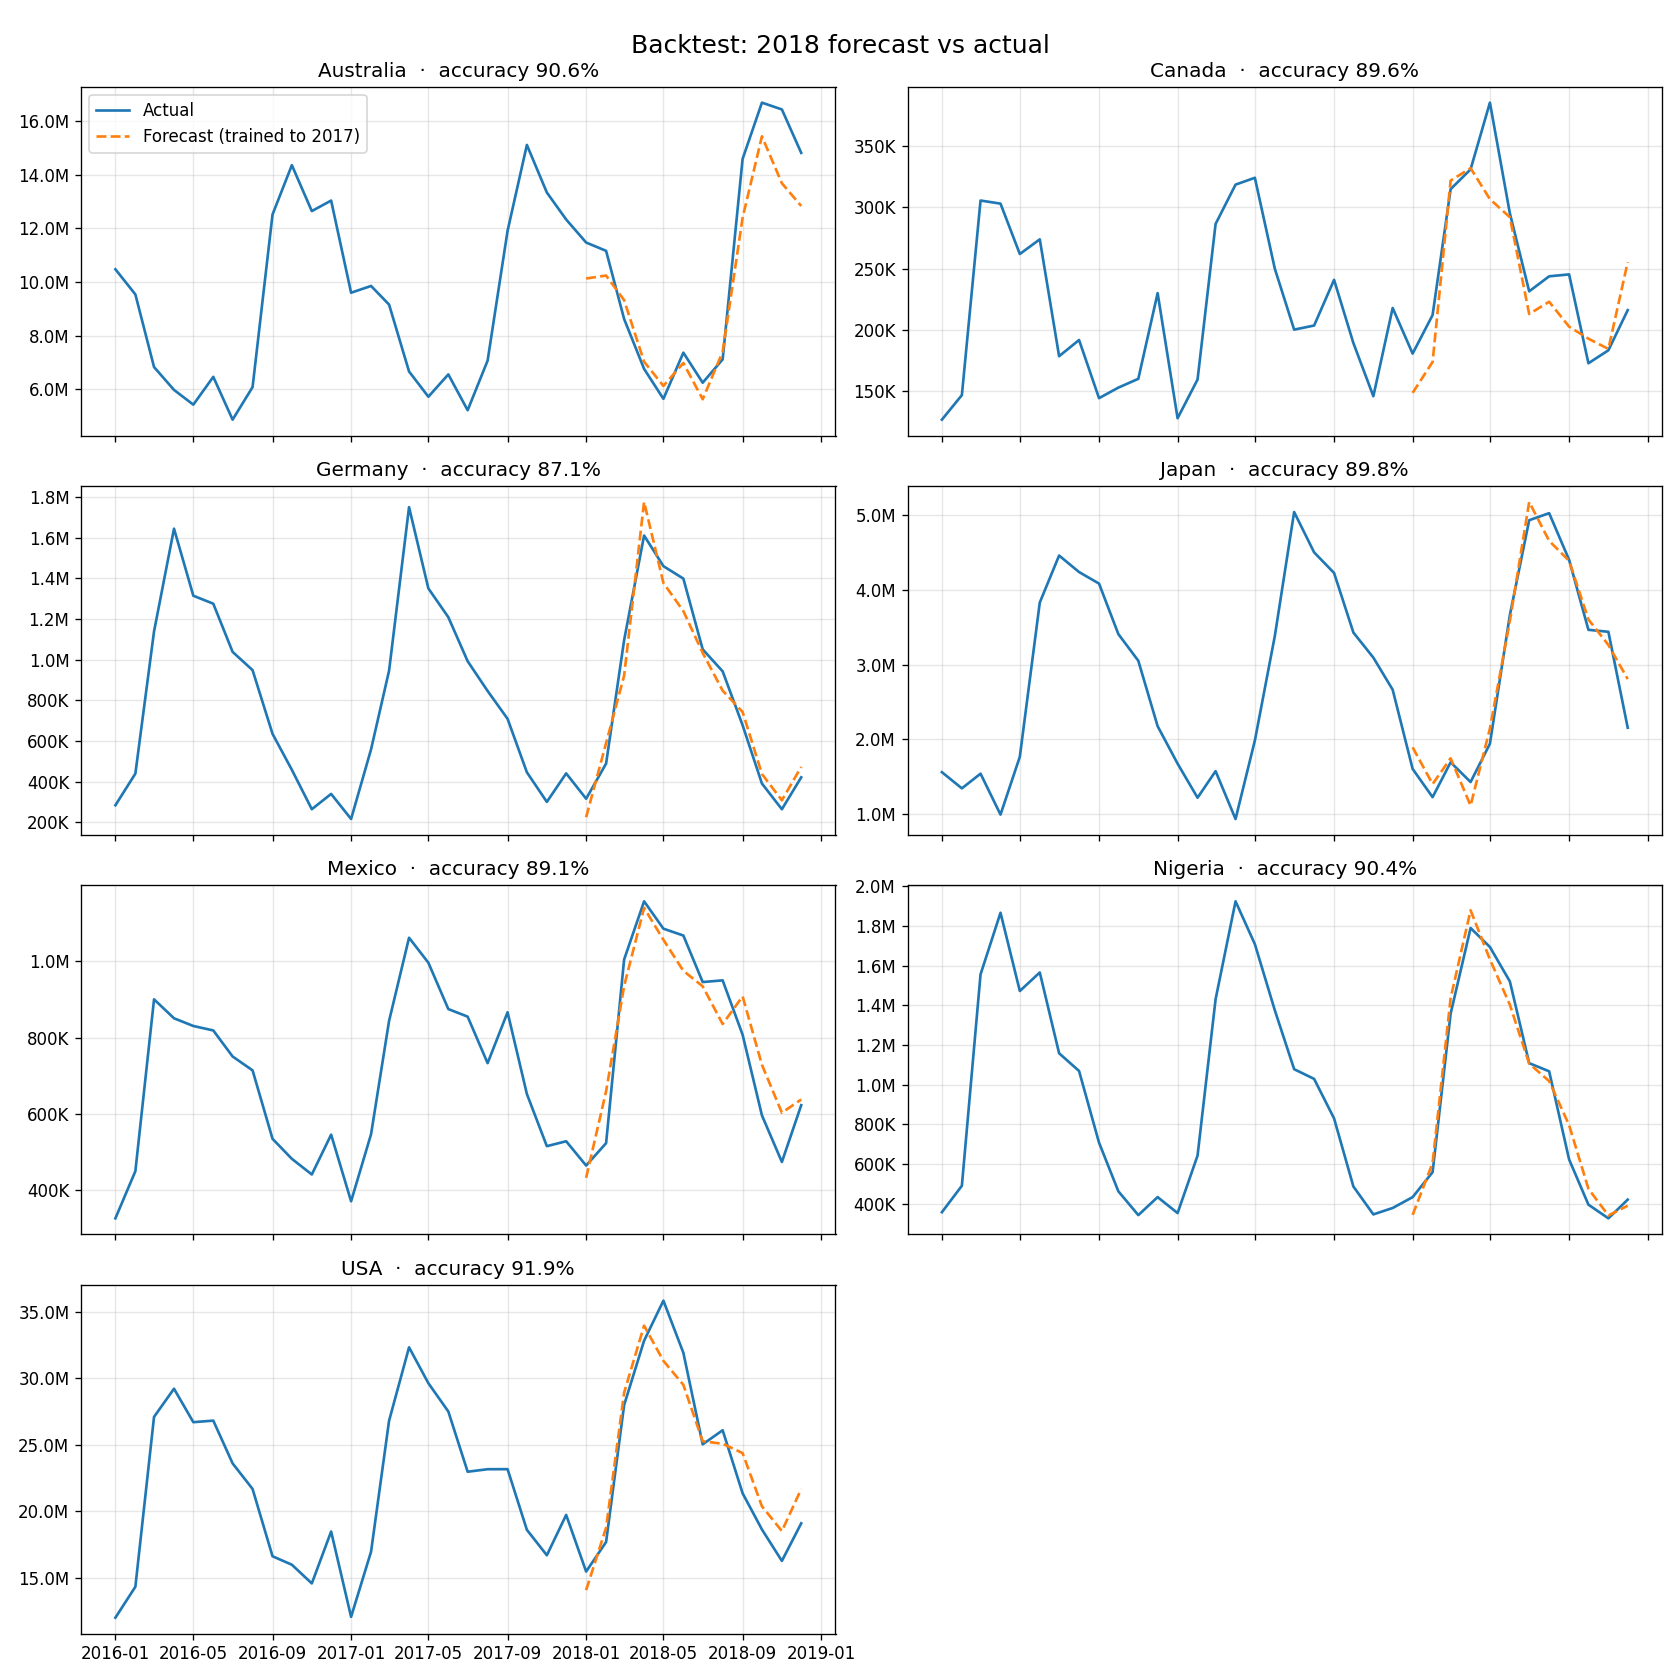 Backtest: 2018 forecast vs actual
Australia · accuracy 90.6%
Actual
Forecast (trained to 2017)
16.0M
14.0M
12.0M
10.0M
8.0M
6.0M
Canada · accuracy 89.6%
350K
300K
250K
200K
150K
Germany · accuracy 87.1%
1.8M
1.6M
1.4M
1.2M
1.0M
800K
600K
400K
200K
Japan · accuracy 89.8%
5.0M
4.0M
3.0M
2.0M
1.0M
Mexico · accuracy 89.1%
1.0M
800K
600K
400K
Nigeria · accuracy 90.4%
2.0M
1.8M
1.6M
1.4M
1.2M
1.0M
800K
600K
400K
USA · accuracy 91.9%
35.0M
30.0M
25.0M
20.0M
15.0M
2016-01 2016-05 2016-09 2017-01 2017-05 2017-09 2018-01 2018-05 2018-09 2019-01